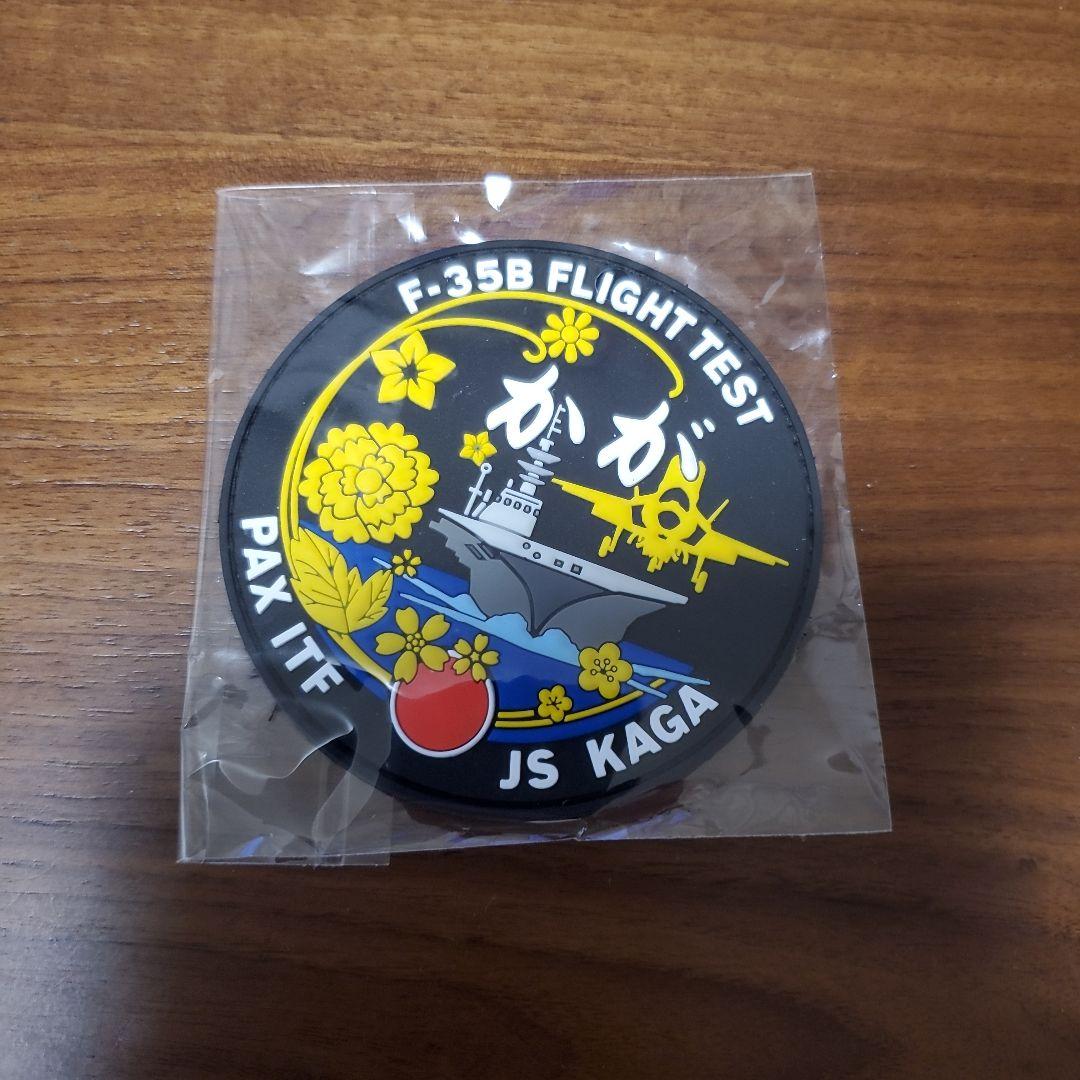 F-35B FLIGHT TEST
かが
PAX ITF
JS KAGA